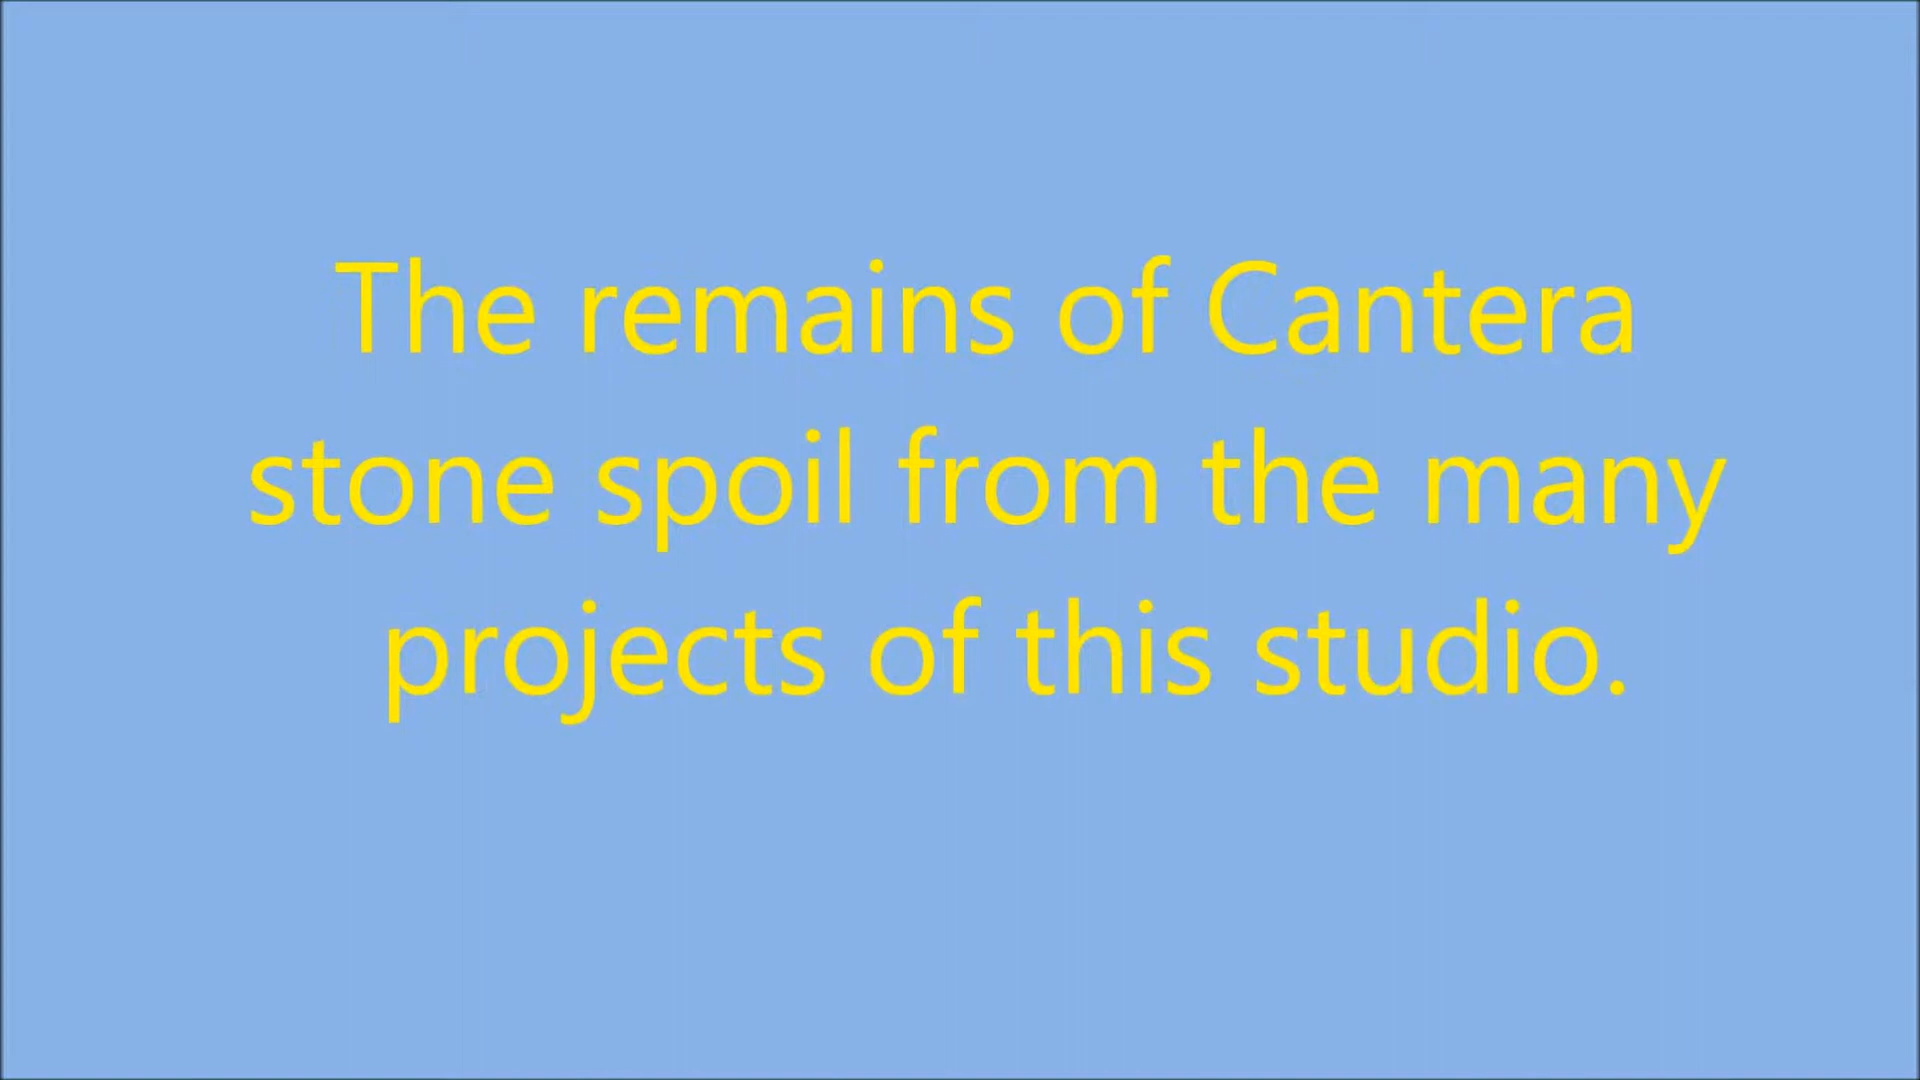 The remains of Cantera
stone spoil from the many
projects of this studio.